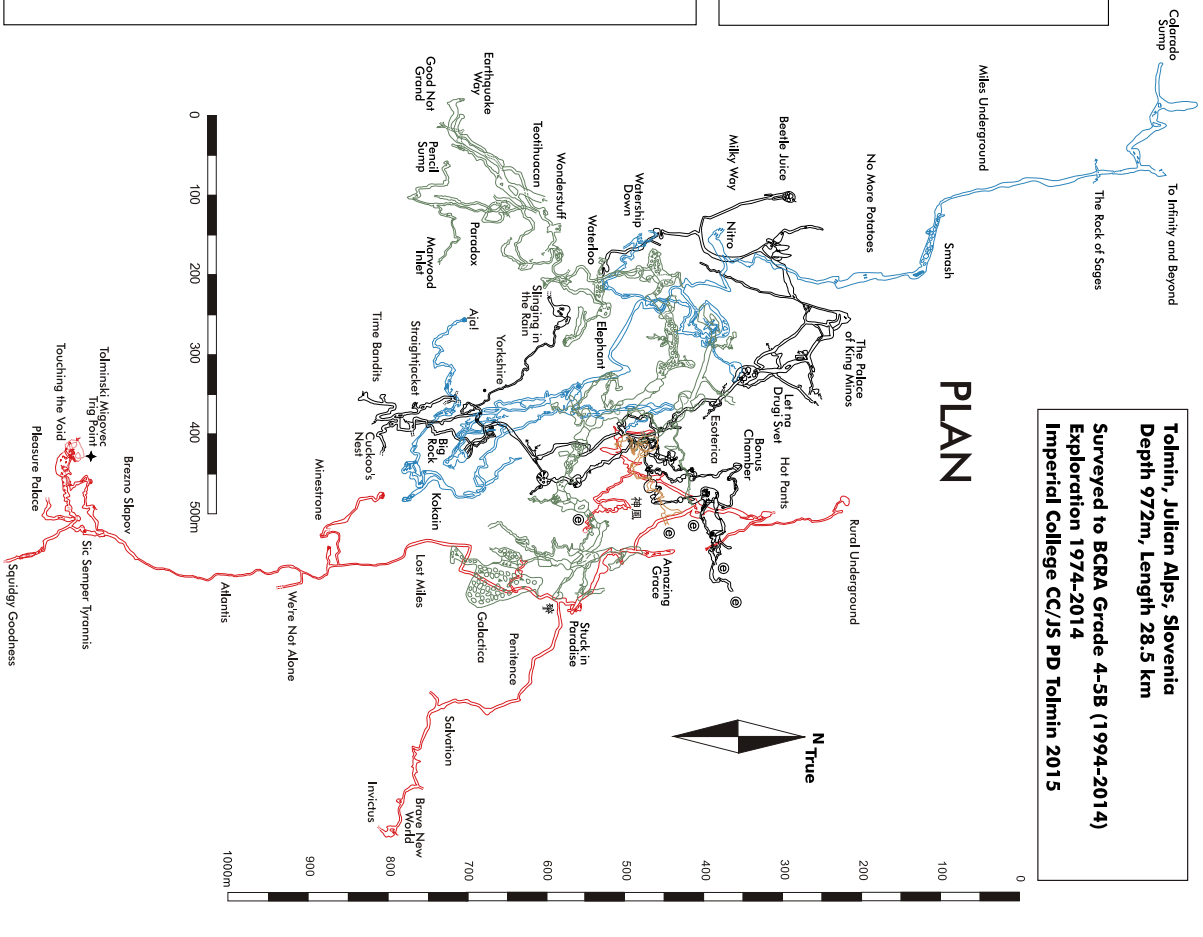 Tolmin, Julian Alps, Slovenia
Depth 972m, Length 28.5 km
Surveyed to BCRA Grade 4-5B (1994-2014)
Exploration 1974-2014
Imperial College CC/JS PD Tolmin 2015
PLAN
Colarado
Sump
To Infinity and Beyond
The Rock of Sages
Miles Underground
Smash
No More Potatoes
The Palace
of King Minos
Rural Underground
N True
Beetle Juice
Let na
Drugi Svet
Hot Pants
Bonus
Chamber
Milky Way
Nitro
Esoterica
ⓔ
ⓔ
ⓔ
ⓔ
ⓔ
Watership
Down
神風
Amazing
Grace
Waterloo
Elephant
Stuck in
Paradise
Wonderstuff
Teotihuacan
Slinging in
the Rain
Penitence
Earthquake
Way
Paradox
Yorkshire
Galactica
Aja!
Good Not
Grand
Pencil
Sump
Marwood
Inlet
Big
Rock
Kokain
Salvation
Straightjacket
Lost Miles
Brave New
World
Time Bandits
Cuckoo's
Nest
Invictus
Minestrone
We're Not Alone
Atlantis
0
100
200
300
400
500m
0
100
200
300
400
500
600
700
800
900
1000m
Brezno Slapov
Tolminski Migovec
Trig Point
Sic Semper Tyrannis
Touching the Void
Pleasure Palace
Squidgy Goodness